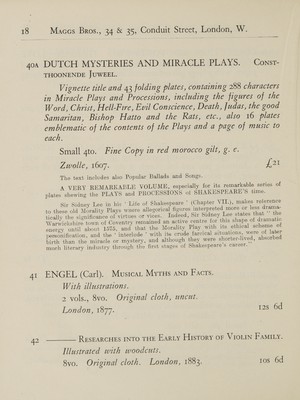 18 MAGGS BROS., 34 & 35, Conduit Street, London, W.
40A DUTCH MYSTERIES AND MIRACLE PLAYS. CONST-
THOONENDE JUWEEL.
Vignette title and 43 folding plates, containing 288 characters
in Miracle Plays and Processions, including the figures of the
Word, Christ, Hell-Fire, Evil Conscience, Death, Judas, the good
Samaritan, Bishop Hatto and the Rats, etc., also 16 plates
emblematic of the contents of the Plays and a page of music to
each.
Small 4to. Fine Copy in red morocco gilt, g. e.
Zwolle, 1607. £21
The text includes also Popular Ballads and Songs.
A VERY REMARKABLE VOLUME, especially for its remarkable series of
plates shewing the PLAYS and PROCESSIONS of SHAKESPEARE'S time.
Sir Sidney Lee in his ' Life of Shakespeare ' (Chapter VII.), makes reference
to these old Morality Plays where allegorical figures interpreted more or less drama-
tically the significance of virtues or vices. Indeed, Sir Sidney Lee states that " the
Warwickshire town of Coventry remained an active centre for this shape of dramatic
energy until about 1575, and that the Morality Play with its ethical scheme of
personification, and the ' interlude ' with its crude farcical situations, were of later
birth than the miracle or mystery, and although they were shorter-lived, absorbed
much literary industry through the first stages of Shakespeare's career."
41 ENGEL (Carl). MUSICAL MYTHS AND FACTS.
With illustrations.
2 vols., 8vo. Original cloth, uncut.
London, 1877. 12s 6d
42 ——— RESEARCHES INTO THE EARLY HISTORY OF VIOLIN FAMILY.
Illustrated with woodcuts.
8vo. Original cloth. London, 1883. 10s 6d